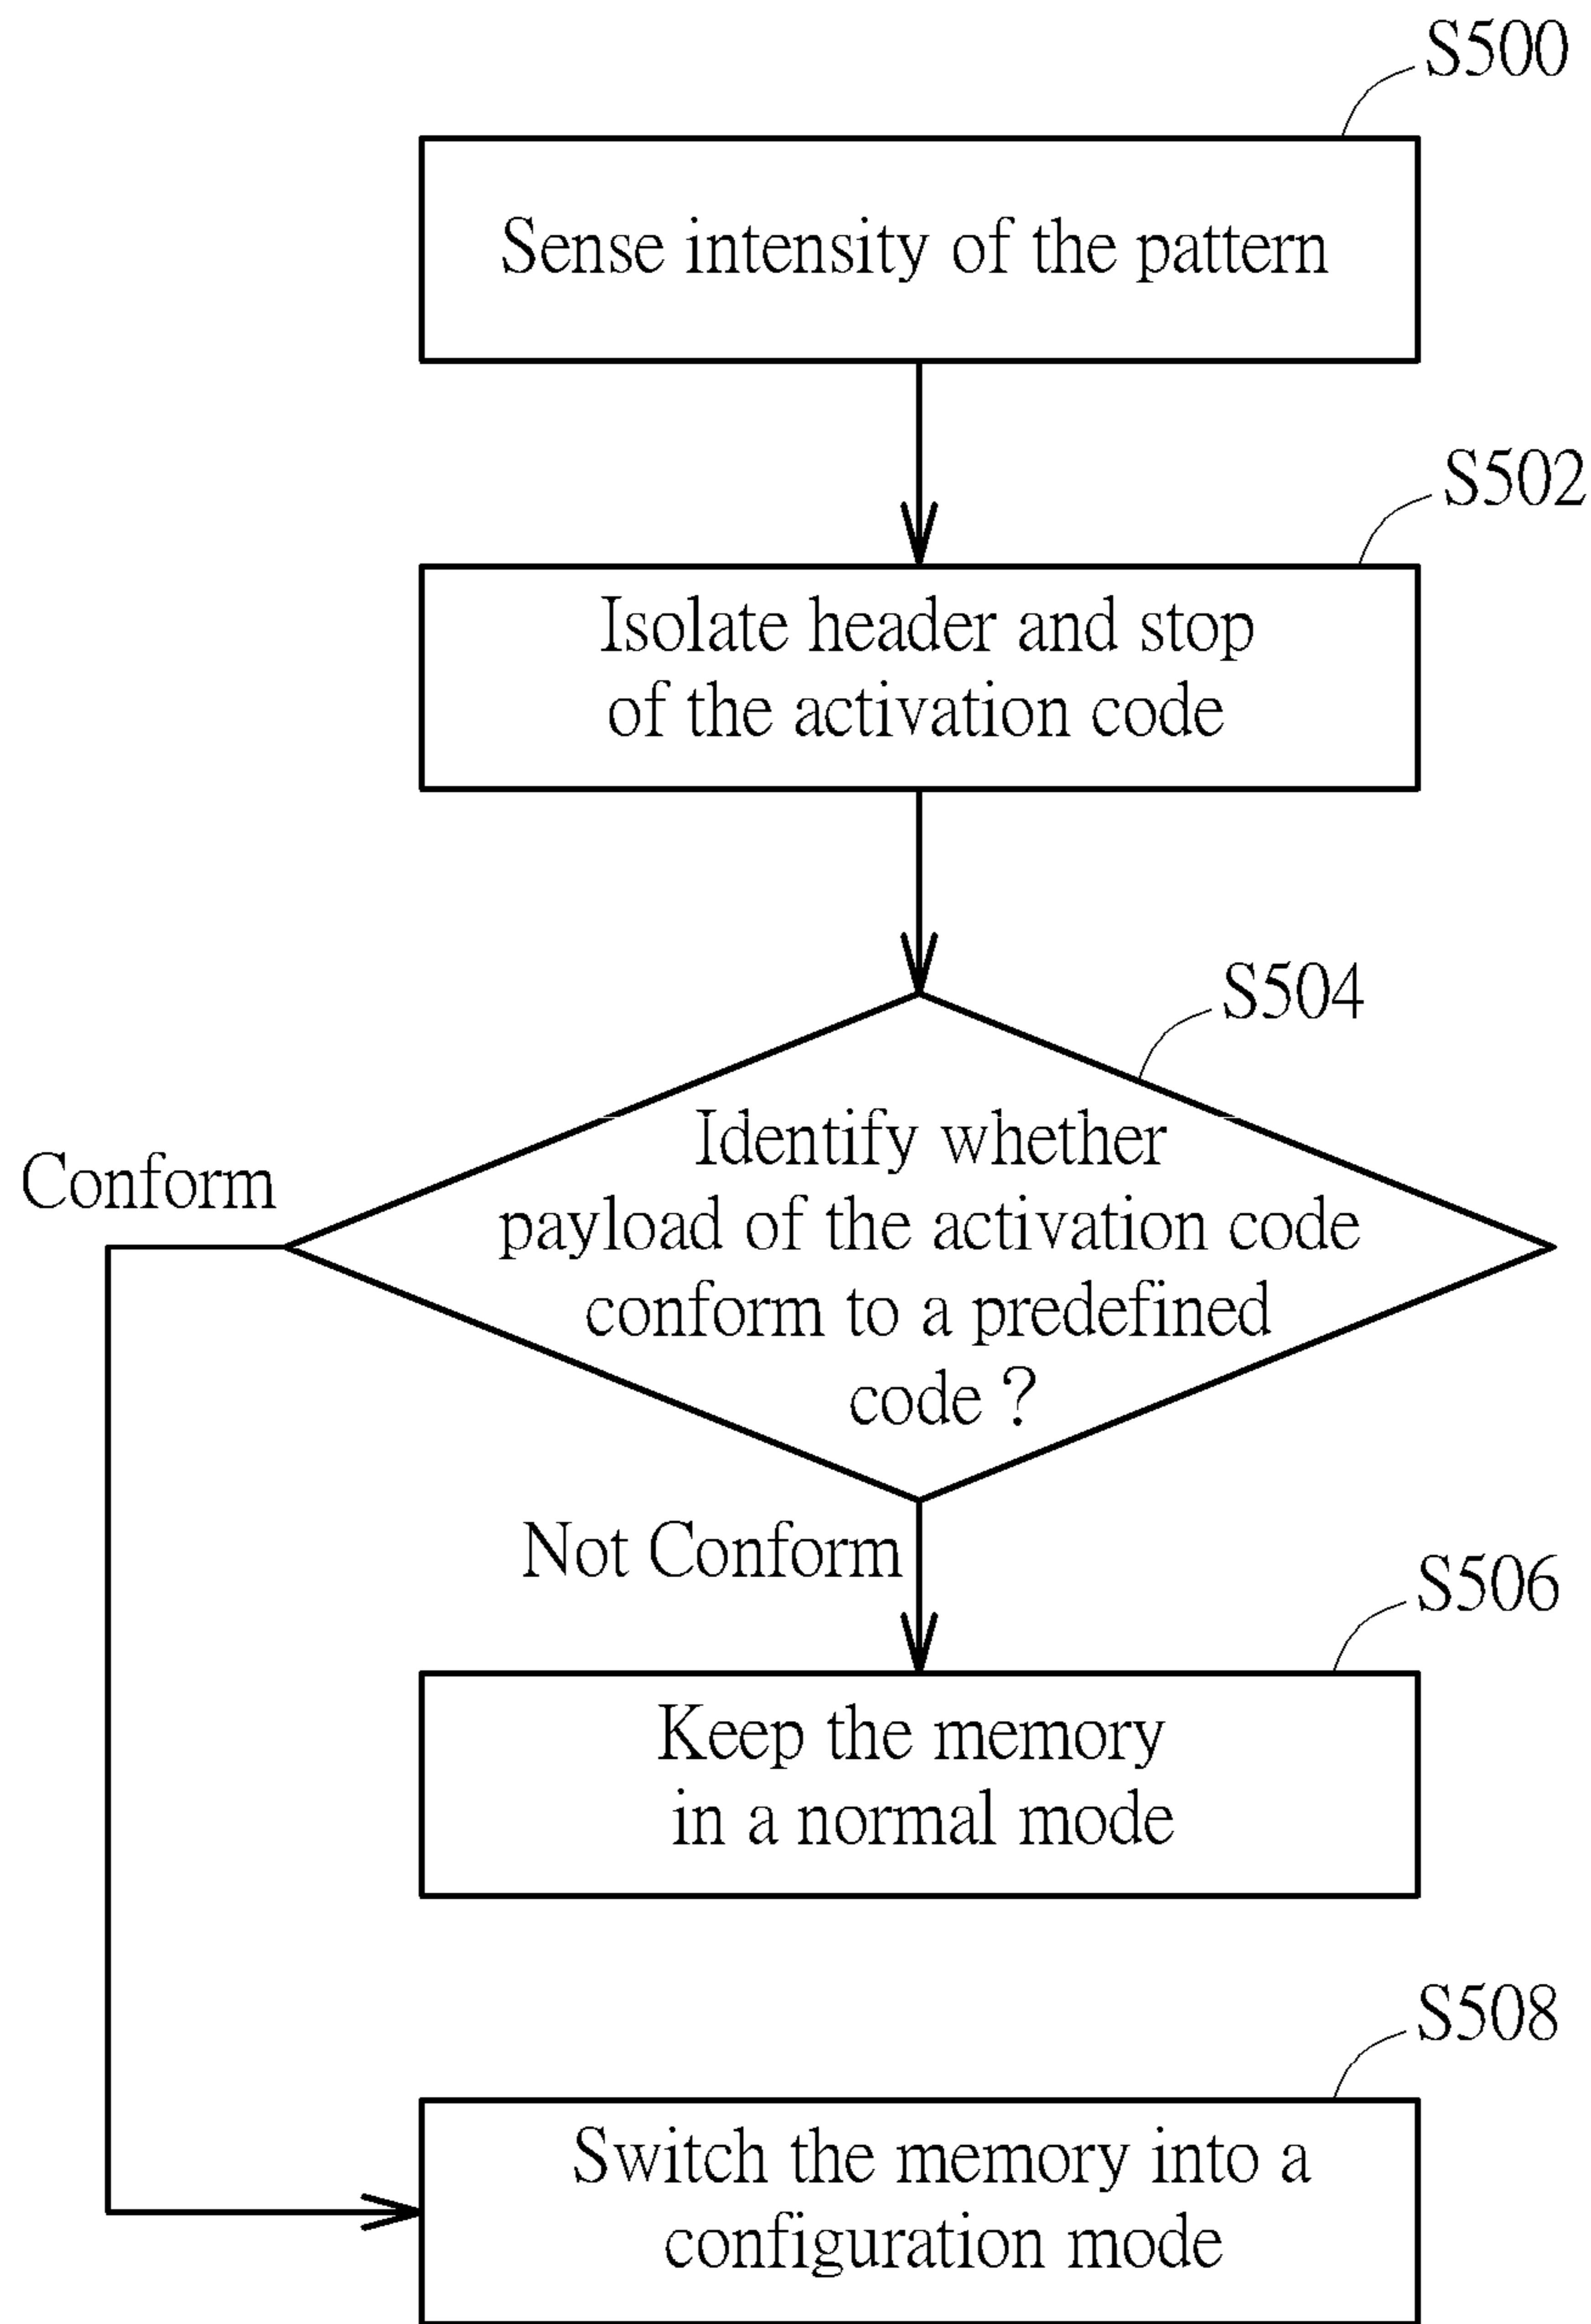 S500
Sense intensity of the pattern
S502
Isolate header and stop
of the activation code
S504
Identify whether
payload of the activation code
conform to a predefined
code ?
Conform
Not Conform
S506
Keep the memory
in a normal mode
S508
Switch the memory into a
configuration mode